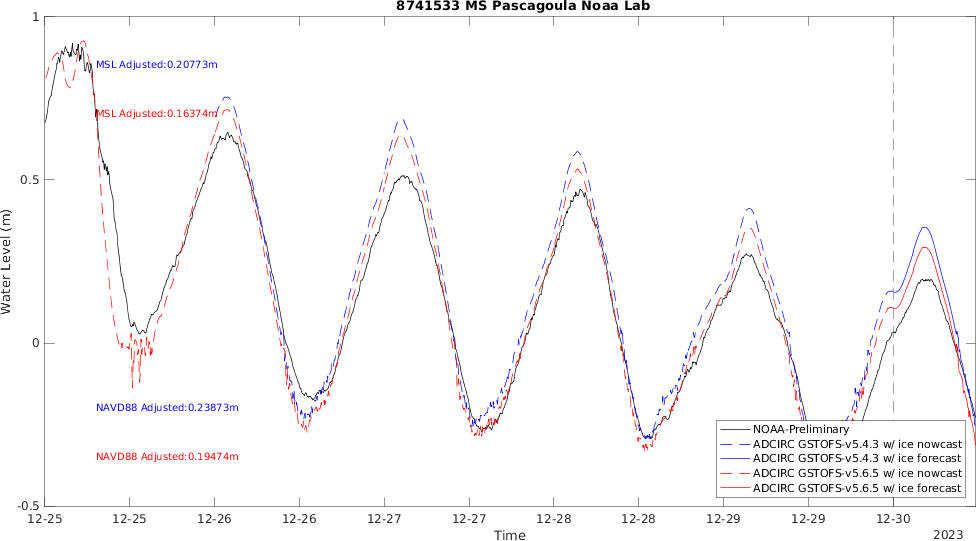 8741533 MS Pascagoula Noaa Lab
1
0.5
0
-0.5
Water Level (m)
MSL Adjusted:0.20773m
MSL Adjusted:0.16374m
NAVD88 Adjusted:0.23873m
NAVD88 Adjusted:0.19474m
NOAA-Preliminary
ADCIRC GSTOFS-v5.4.3 w/ ice nowcast
ADCIRC GSTOFS-v5.4.3 w/ ice forecast
ADCIRC GSTOFS-v5.6.5 w/ ice nowcast
ADCIRC GSTOFS-v5.6.5 w/ ice forecast
12-25 12-25 12-26 12-26 12-27 12-27 12-28 12-28 12-29 12-29 12-30
Time
2023